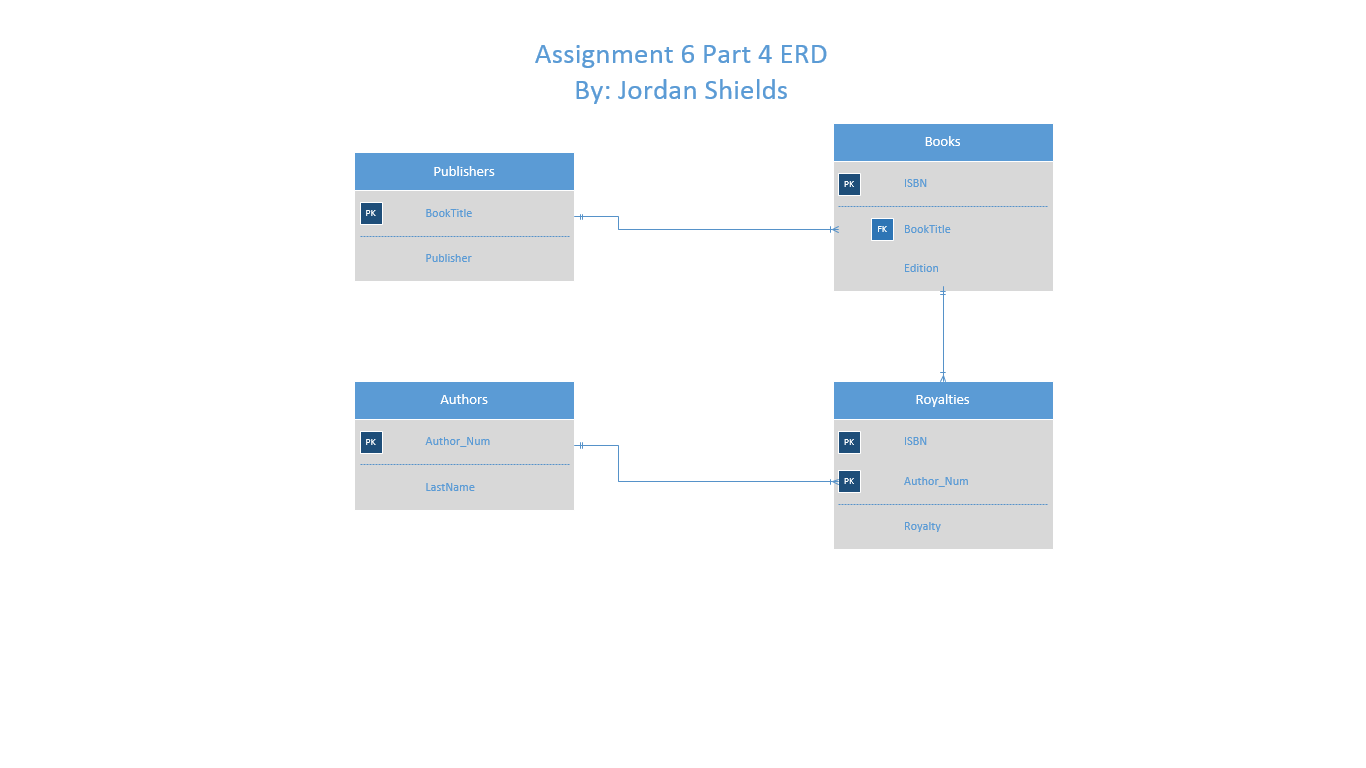 Assignment 6 Part 4 ERD
By: Jordan Shields
Publishers
PK BookTitle
Publisher
Books
PK ISBN
FK BookTitle
Edition
Authors
PK Author_Num
LastName
Royalties
PK ISBN
PK Author_Num
Royalty